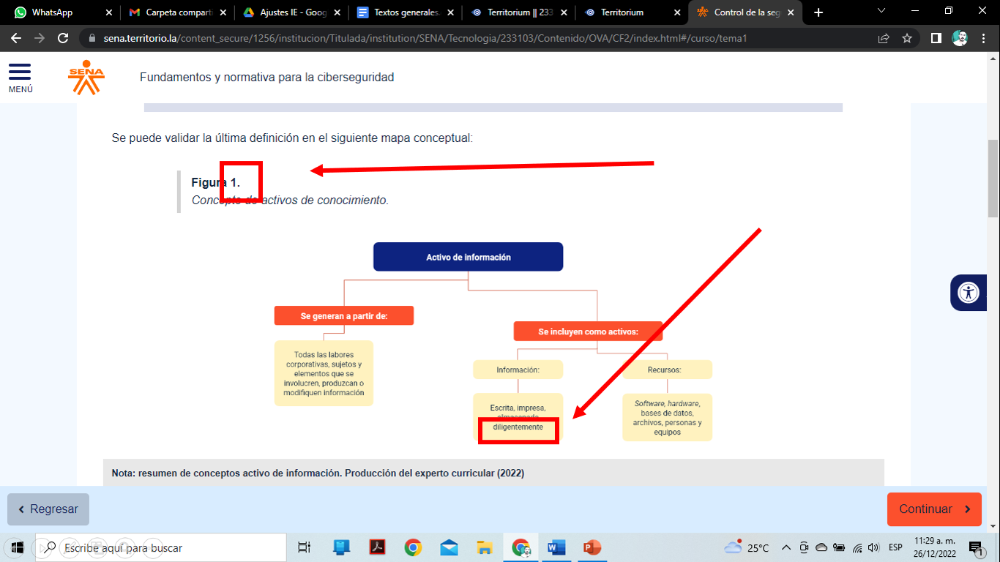 WhatsApp
Carpeta comparti
Ajustes IE - Goog
Textos generales.
Territorium || 233
Territorium
Control de la seg
sena.territorio.la/content_secure/1256/institucion/Titulada/institution/SENA/Tecnologia/233103/Contenido/OVA/CF2/index.html#/curso/tema1
MENÚ
SENA
Fundamentos y normativa para la ciberseguridad
Se puede validar la última definición en el siguiente mapa conceptual:
Figura 1.
Concepto de activos de conocimiento.
Activo de información
Se generan a partir de:
Se incluyen como activos:
Todas las labores
corporativas, sujetos y
elementos que se
involucren, produzcan o
modifiquen información
Información:
Recursos:
Escrita, impresa,
almacenada
diligentemente
Software, hardware,
bases de datos,
archivos, personas y
equipos
Nota: resumen de conceptos activo de información. Producción del experto curricular (2022)
Regresar
Continuar
Escribe aquí para buscar
25°C
ESP
11:29 a. m.
26/12/2022
1